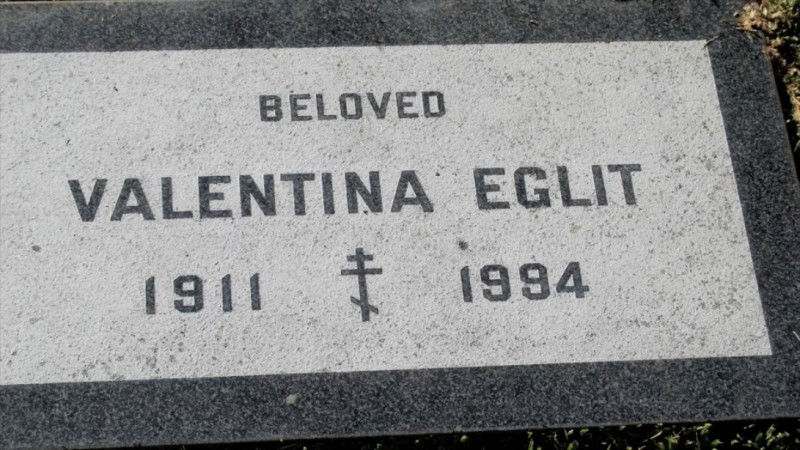 BELOVED
VALENTINA EGLIT
1911 ☦ 1994